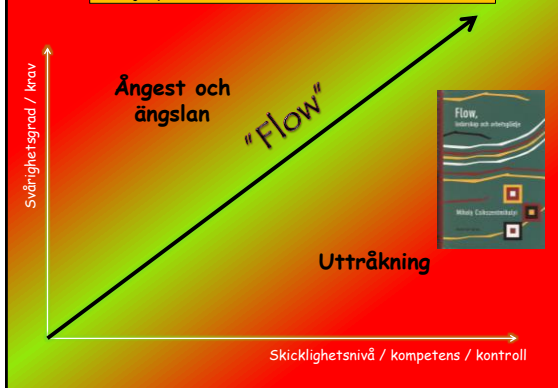 Ångest och
ängslan
"Flow"
Svårighetsgrad / krav
Flow,
ledarskap och arbetsglädje
Mihaly Csikszentmihalyi
Uttråkning
Skicklighetsnivå / kompetens / kontroll